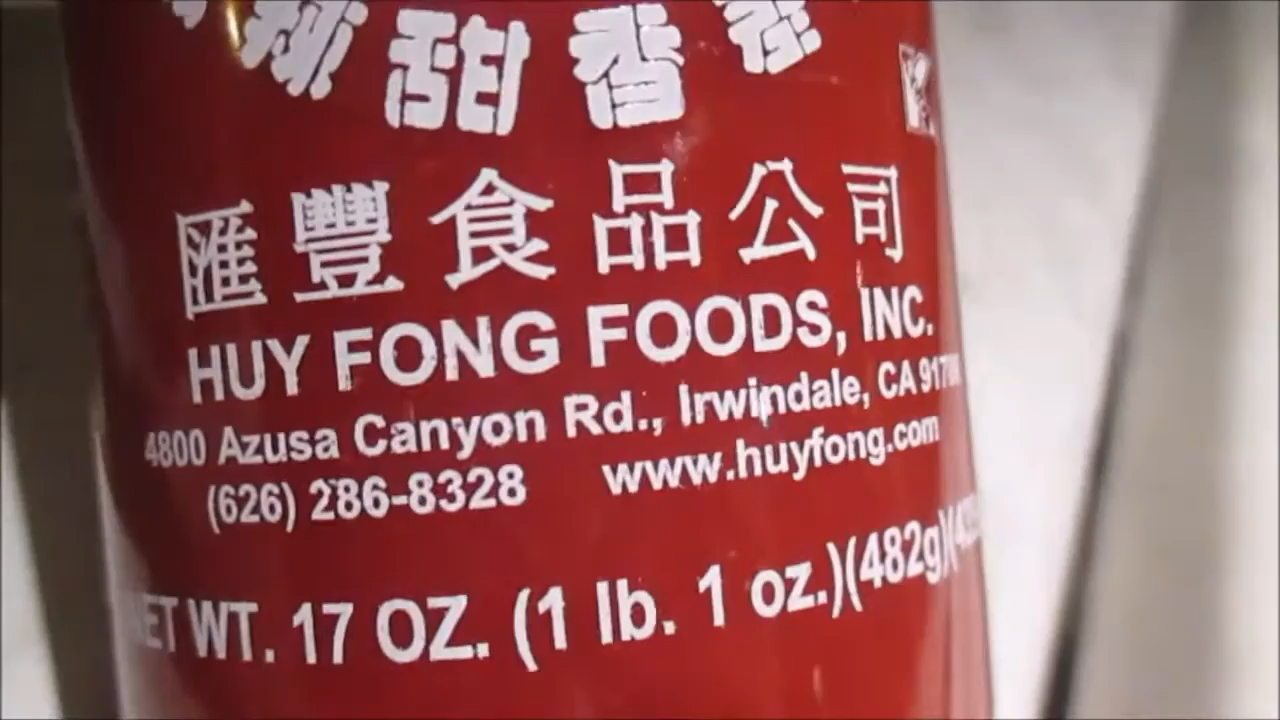 辣甜香
匯豐食品公司
HUY FONG FOODS, INC.
4800 Azusa Canyon Rd., Irwindale, CA
(626) 286-8328 www.huyfong.com
WT. 17 OZ. (1 lb. 1 oz.)(482g)